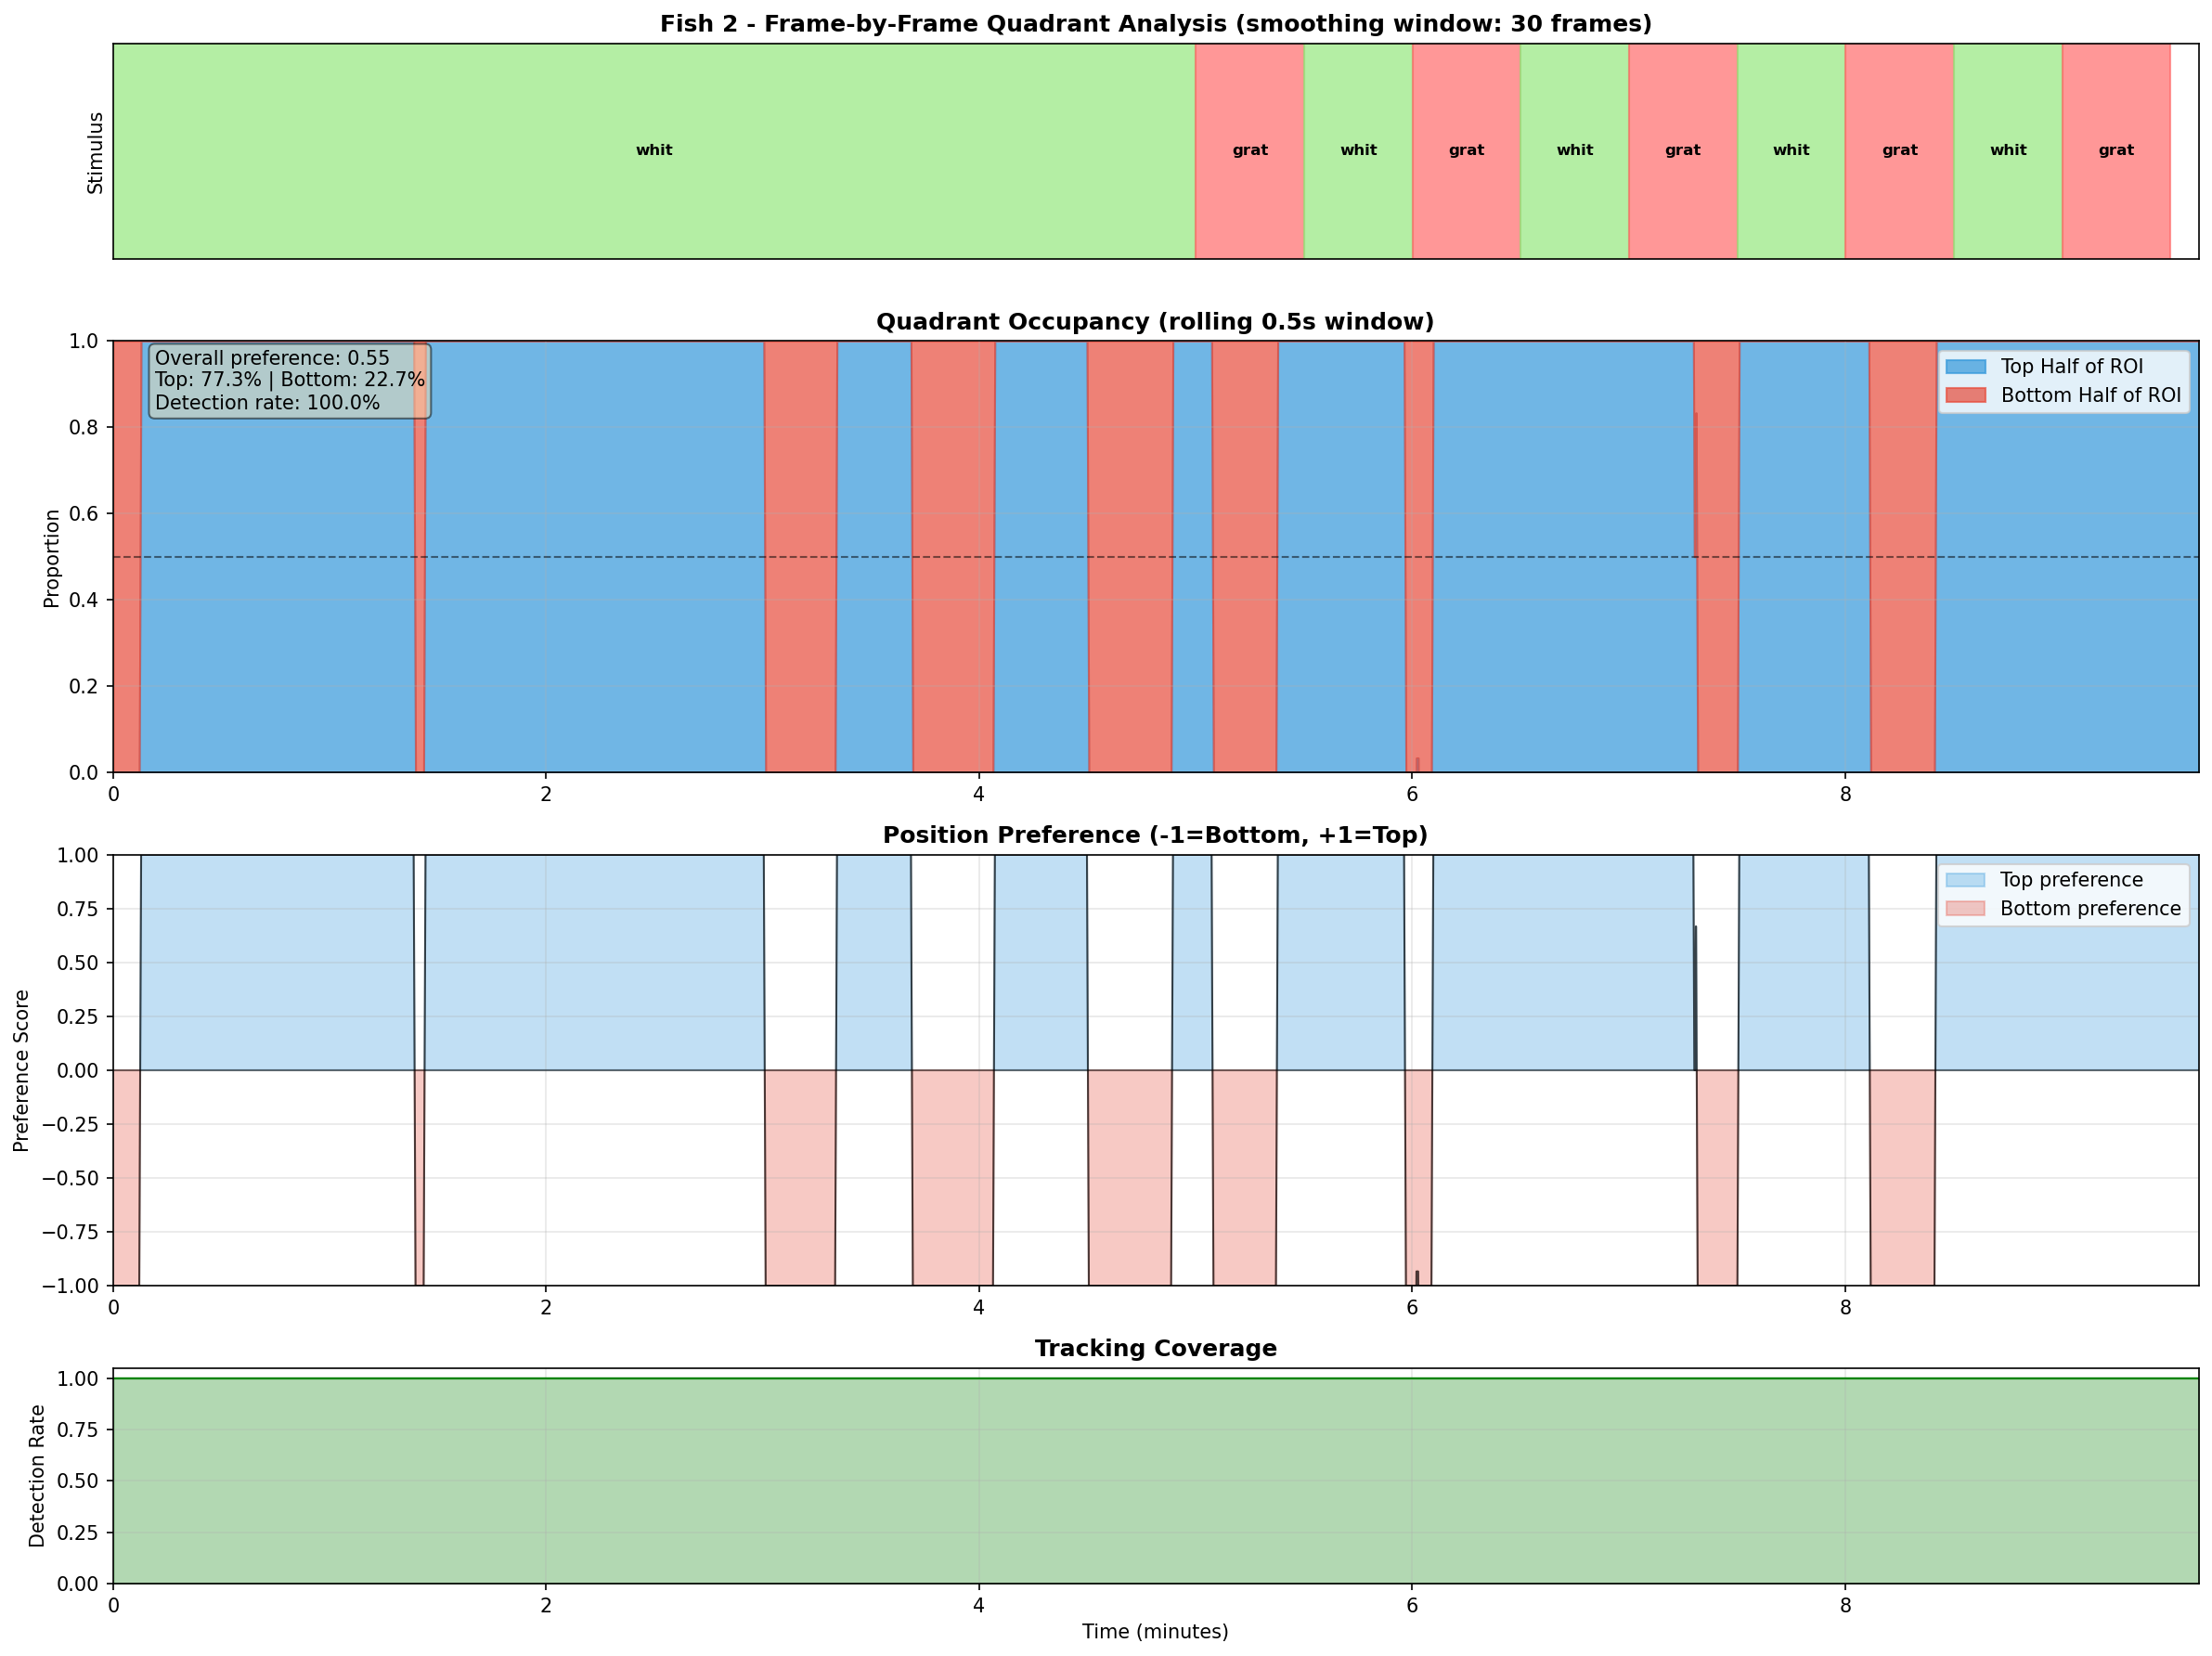 Fish 2 - Frame-by-Frame Quadrant Analysis (smoothing window: 30 frames)
Stimulus
whit
grat
whit
grat
whit
grat
whit
grat
whit
grat
Quadrant Occupancy (rolling 0.5s window)
Proportion
1.0
0.8
0.6
0.4
0.2
0.0
Overall preference: 0.55
Top: 77.3% | Bottom: 22.7%
Detection rate: 100.0%
Top Half of ROI
Bottom Half of ROI
0
2
4
6
8
Position Preference (-1=Bottom, +1=Top)
Preference Score
1.00
0.75
0.50
0.25
0.00
−0.25
−0.50
−0.75
−1.00
Top preference
Bottom preference
0
2
4
6
8
Tracking Coverage
Detection Rate
1.00
0.75
0.50
0.25
0.00
0
2
4
6
8
Time (minutes)